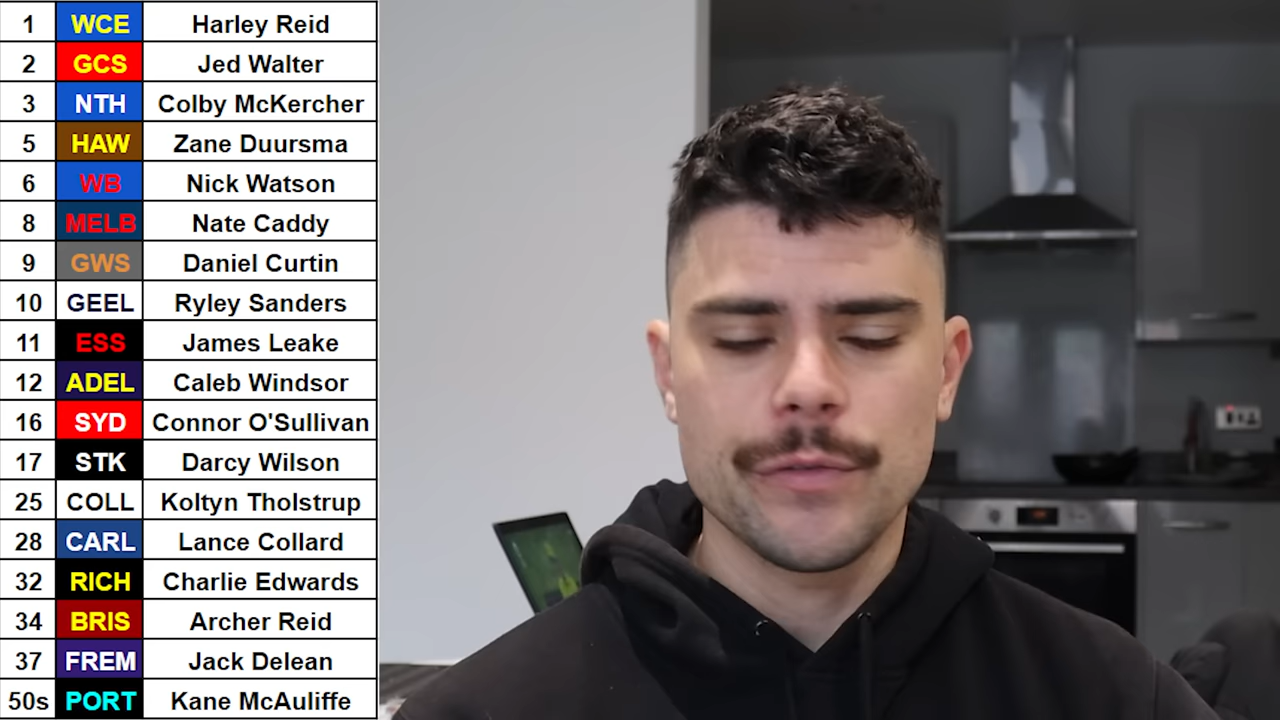 1 WCE Harley Reid
2 GCS Jed Walter
3 NTH Colby McKercher
5 HAW Zane Duursma
6 WB Nick Watson
8 MELB Nate Caddy
9 GWS Daniel Curtin
10 GEEL Ryley Sanders
11 ESS James Leake
12 ADEL Caleb Windsor
16 SYD Connor O'Sullivan
17 STK Darcy Wilson
25 COLL Koltyn Tholstrup
28 CARL Lance Collard
32 RICH Charlie Edwards
34 BRIS Archer Reid
37 FREM Jack Delean
50s PORT Kane McAuliffe